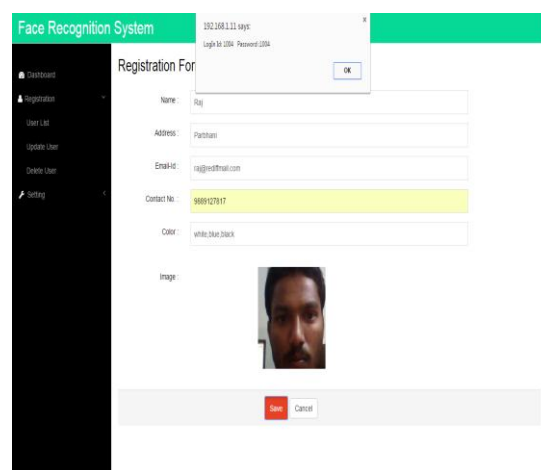 Face Recognition System
192.168.1.11 says:
×
Login Id: 1004 Password:1004
OK
Dashboard
Registration
User List
Update User
Delete User
Setting
Registration For
Name :
Raj
Address :
Parbhani
Email-Id :
raj@rediffmail.com
Contact No. :
9889127817
Color :
white,blue,black
Image :
Save
Cancel